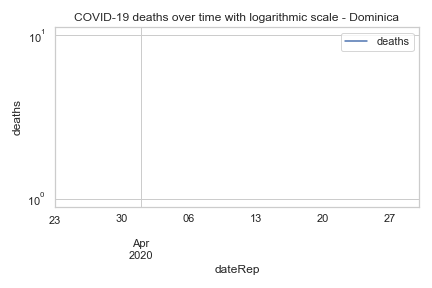 COVID-19 deaths over time with logarithmic scale - Dominica
deaths
10¹
deaths
10⁰
23 30 06 13 20 27
Apr
2020
dateRep